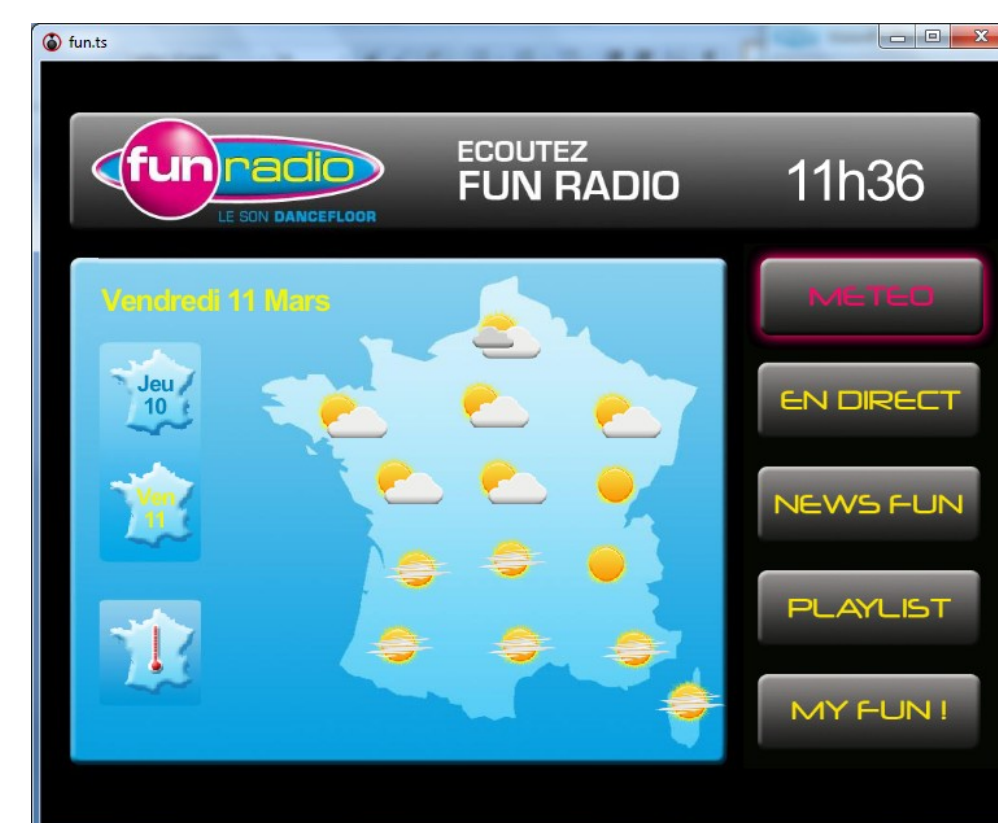 fun.ts
fun radio
LE SON DANCEFLOOR
ECOUTEZ
FUN RADIO
11h36
Vendredi 11 Mars
Jeu
10
Ven
11
METEO
EN DIRECT
NEWS FUN
PLAYLIST
MY FUN !